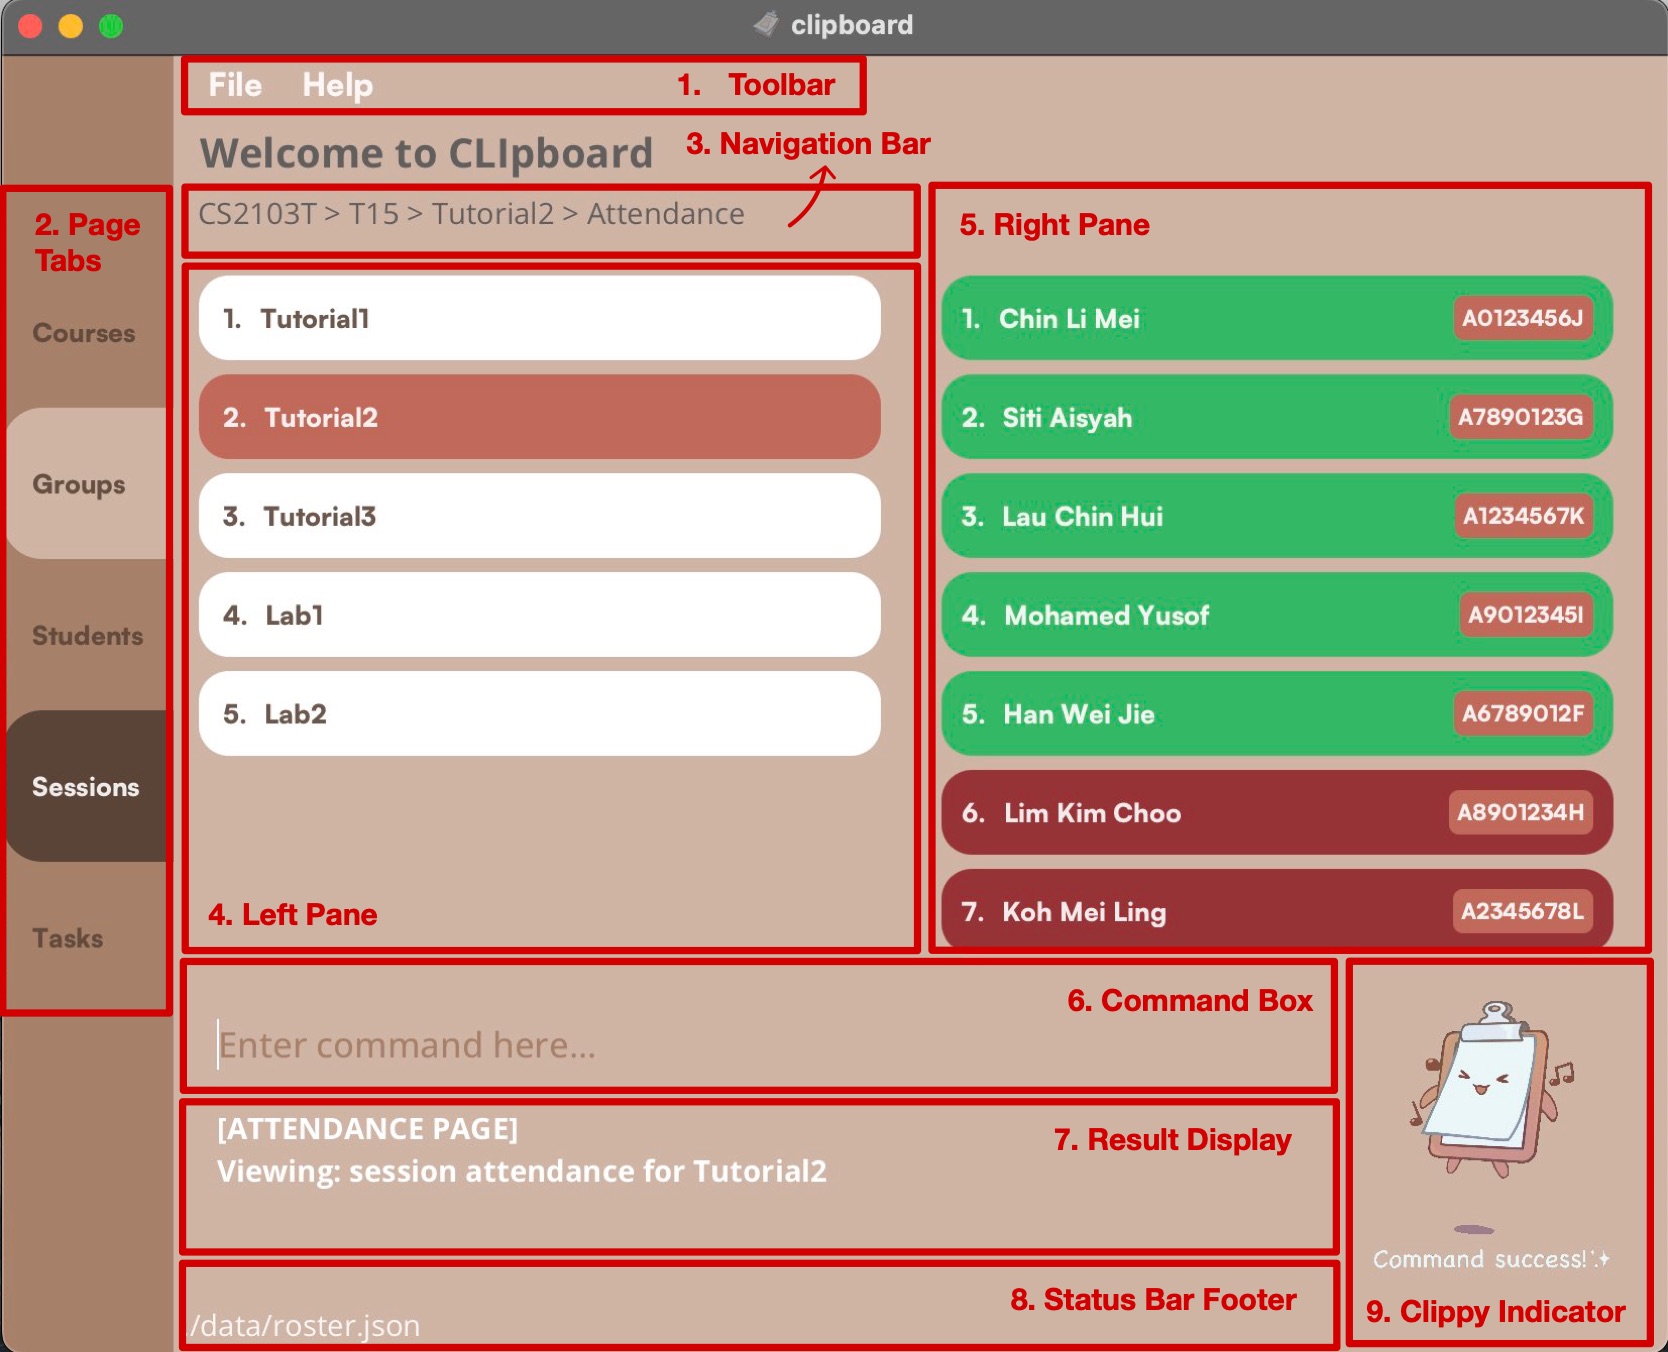 clipboard
File Help
1. Toolbar
Welcome to CLIpboard
3. Navigation Bar
CS2103T > T15 > Tutorial2 > Attendance
2. Page
Tabs
Courses
Groups
Students
Sessions
Tasks
1. Tutorial1
2. Tutorial2
3. Tutorial3
4. Lab1
5. Lab2
4. Left Pane
5. Right Pane
1. Chin Li Mei A0123456J
2. Siti Aisyah A7890123G
3. Lau Chin Hui A1234567K
4. Mohamed Yusof A9012345I
5. Han Wei Jie A6789012F
6. Lim Kim Choo A8901234H
7. Koh Mei Ling A2345678L
6. Command Box
Enter command here...
[ATTENDANCE PAGE]
Viewing: session attendance for Tutorial2
7. Result Display
8. Status Bar Footer
/data/roster.json
Command success!
9. Clippy Indicator